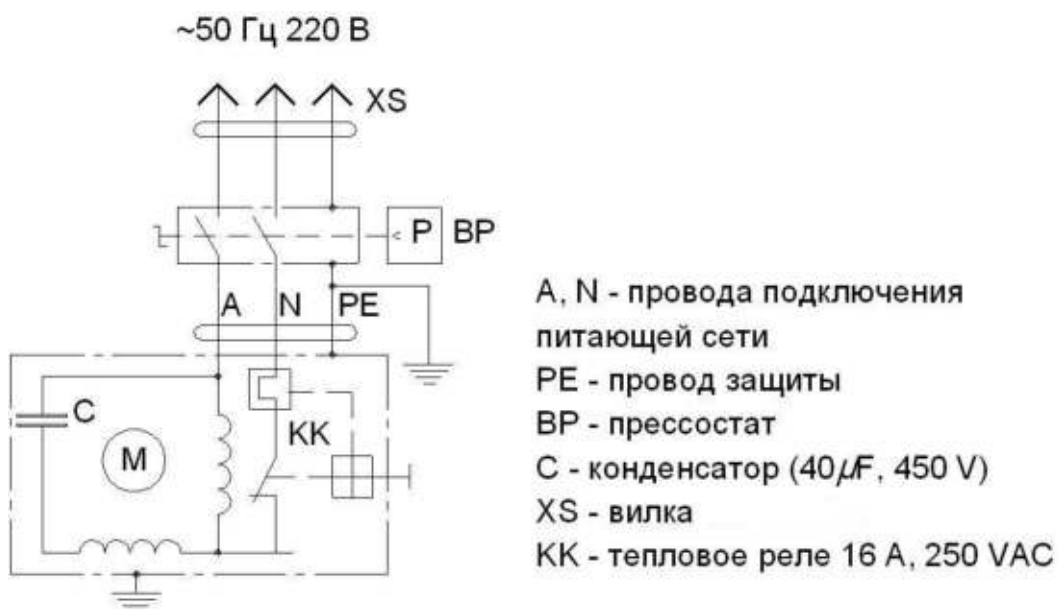 ~50 Гц 220 В
XS
P BP
A N PE
C
KK
M
A, N - провода подключения
питающей сети
PE - провод защиты
BP - прессостат
C - конденсатор (40µF, 450 V)
XS - вилка
KK - тепловое реле 16 A, 250 VAC